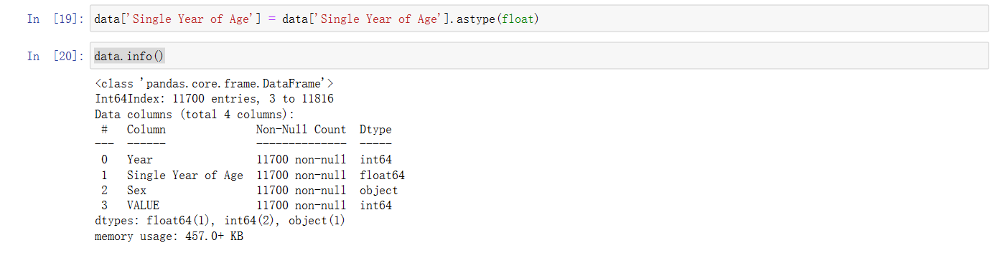 In [19]: data['Single Year of Age'] = data['Single Year of Age'].astype(float)
In [20]: data.info()
<class 'pandas.core.frame.DataFrame'>
Int64Index: 11700 entries, 3 to 11816
Data columns (total 4 columns):
 #   Column              Non-Null Count  Dtype
---  ------              --------------  -----
 0   Year                11700 non-null  int64
 1   Single Year of Age  11700 non-null  float64
 2   Sex                 11700 non-null  object
 3   VALUE               11700 non-null  int64
dtypes: float64(1), int64(2), object(1)
memory usage: 457.0+ KB